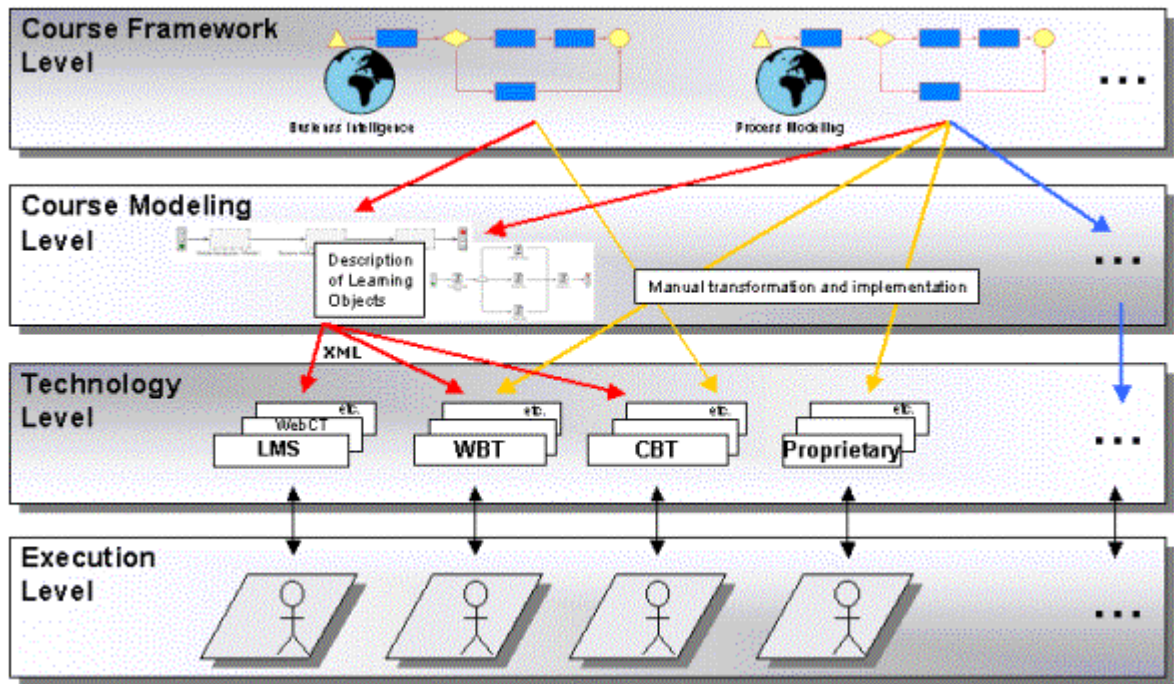 Course Framework
Level
Business Intelligence
Process Modelling
...
Course Modeling
Level
Description
of Learning
Objects
Manual transformation and implementation
...
XML
Technology
Level
etc.
WebCT
LMS
etc.
WBT
etc.
CBT
etc.
Proprietary
...
Execution
Level
...